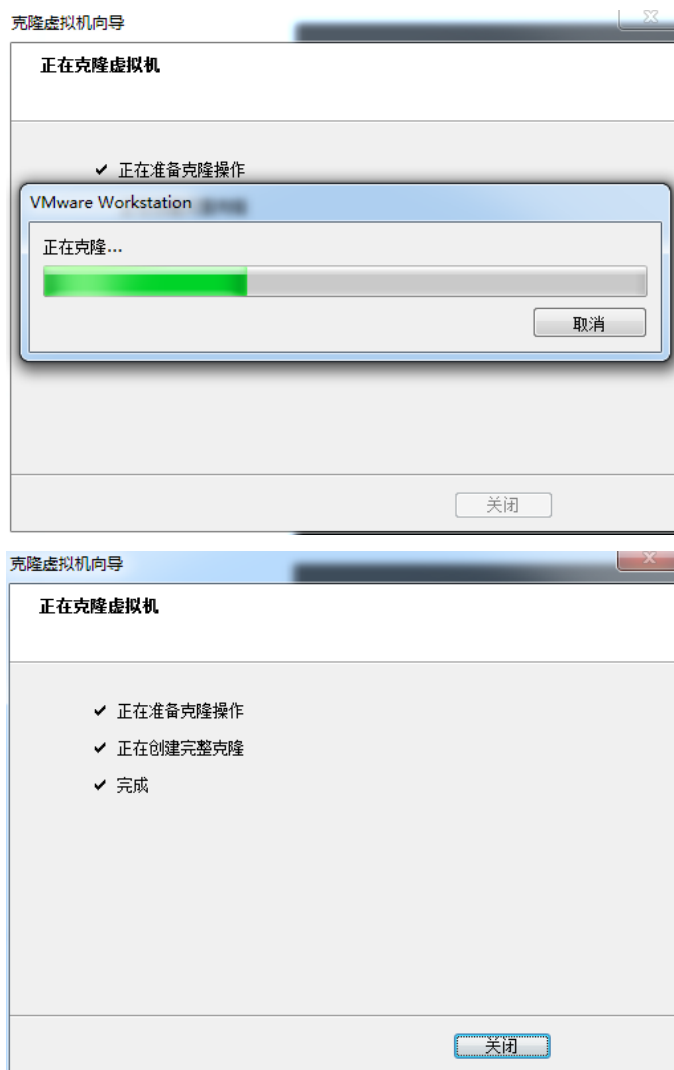 克隆虚拟机向导
正在克隆虚拟机
✔ 正在准备克隆操作
VMware Workstation
正在克隆...
取消
关闭
克隆虚拟机向导
正在克隆虚拟机
✔ 正在准备克隆操作
✔ 正在创建完整克隆
✔ 完成
关闭